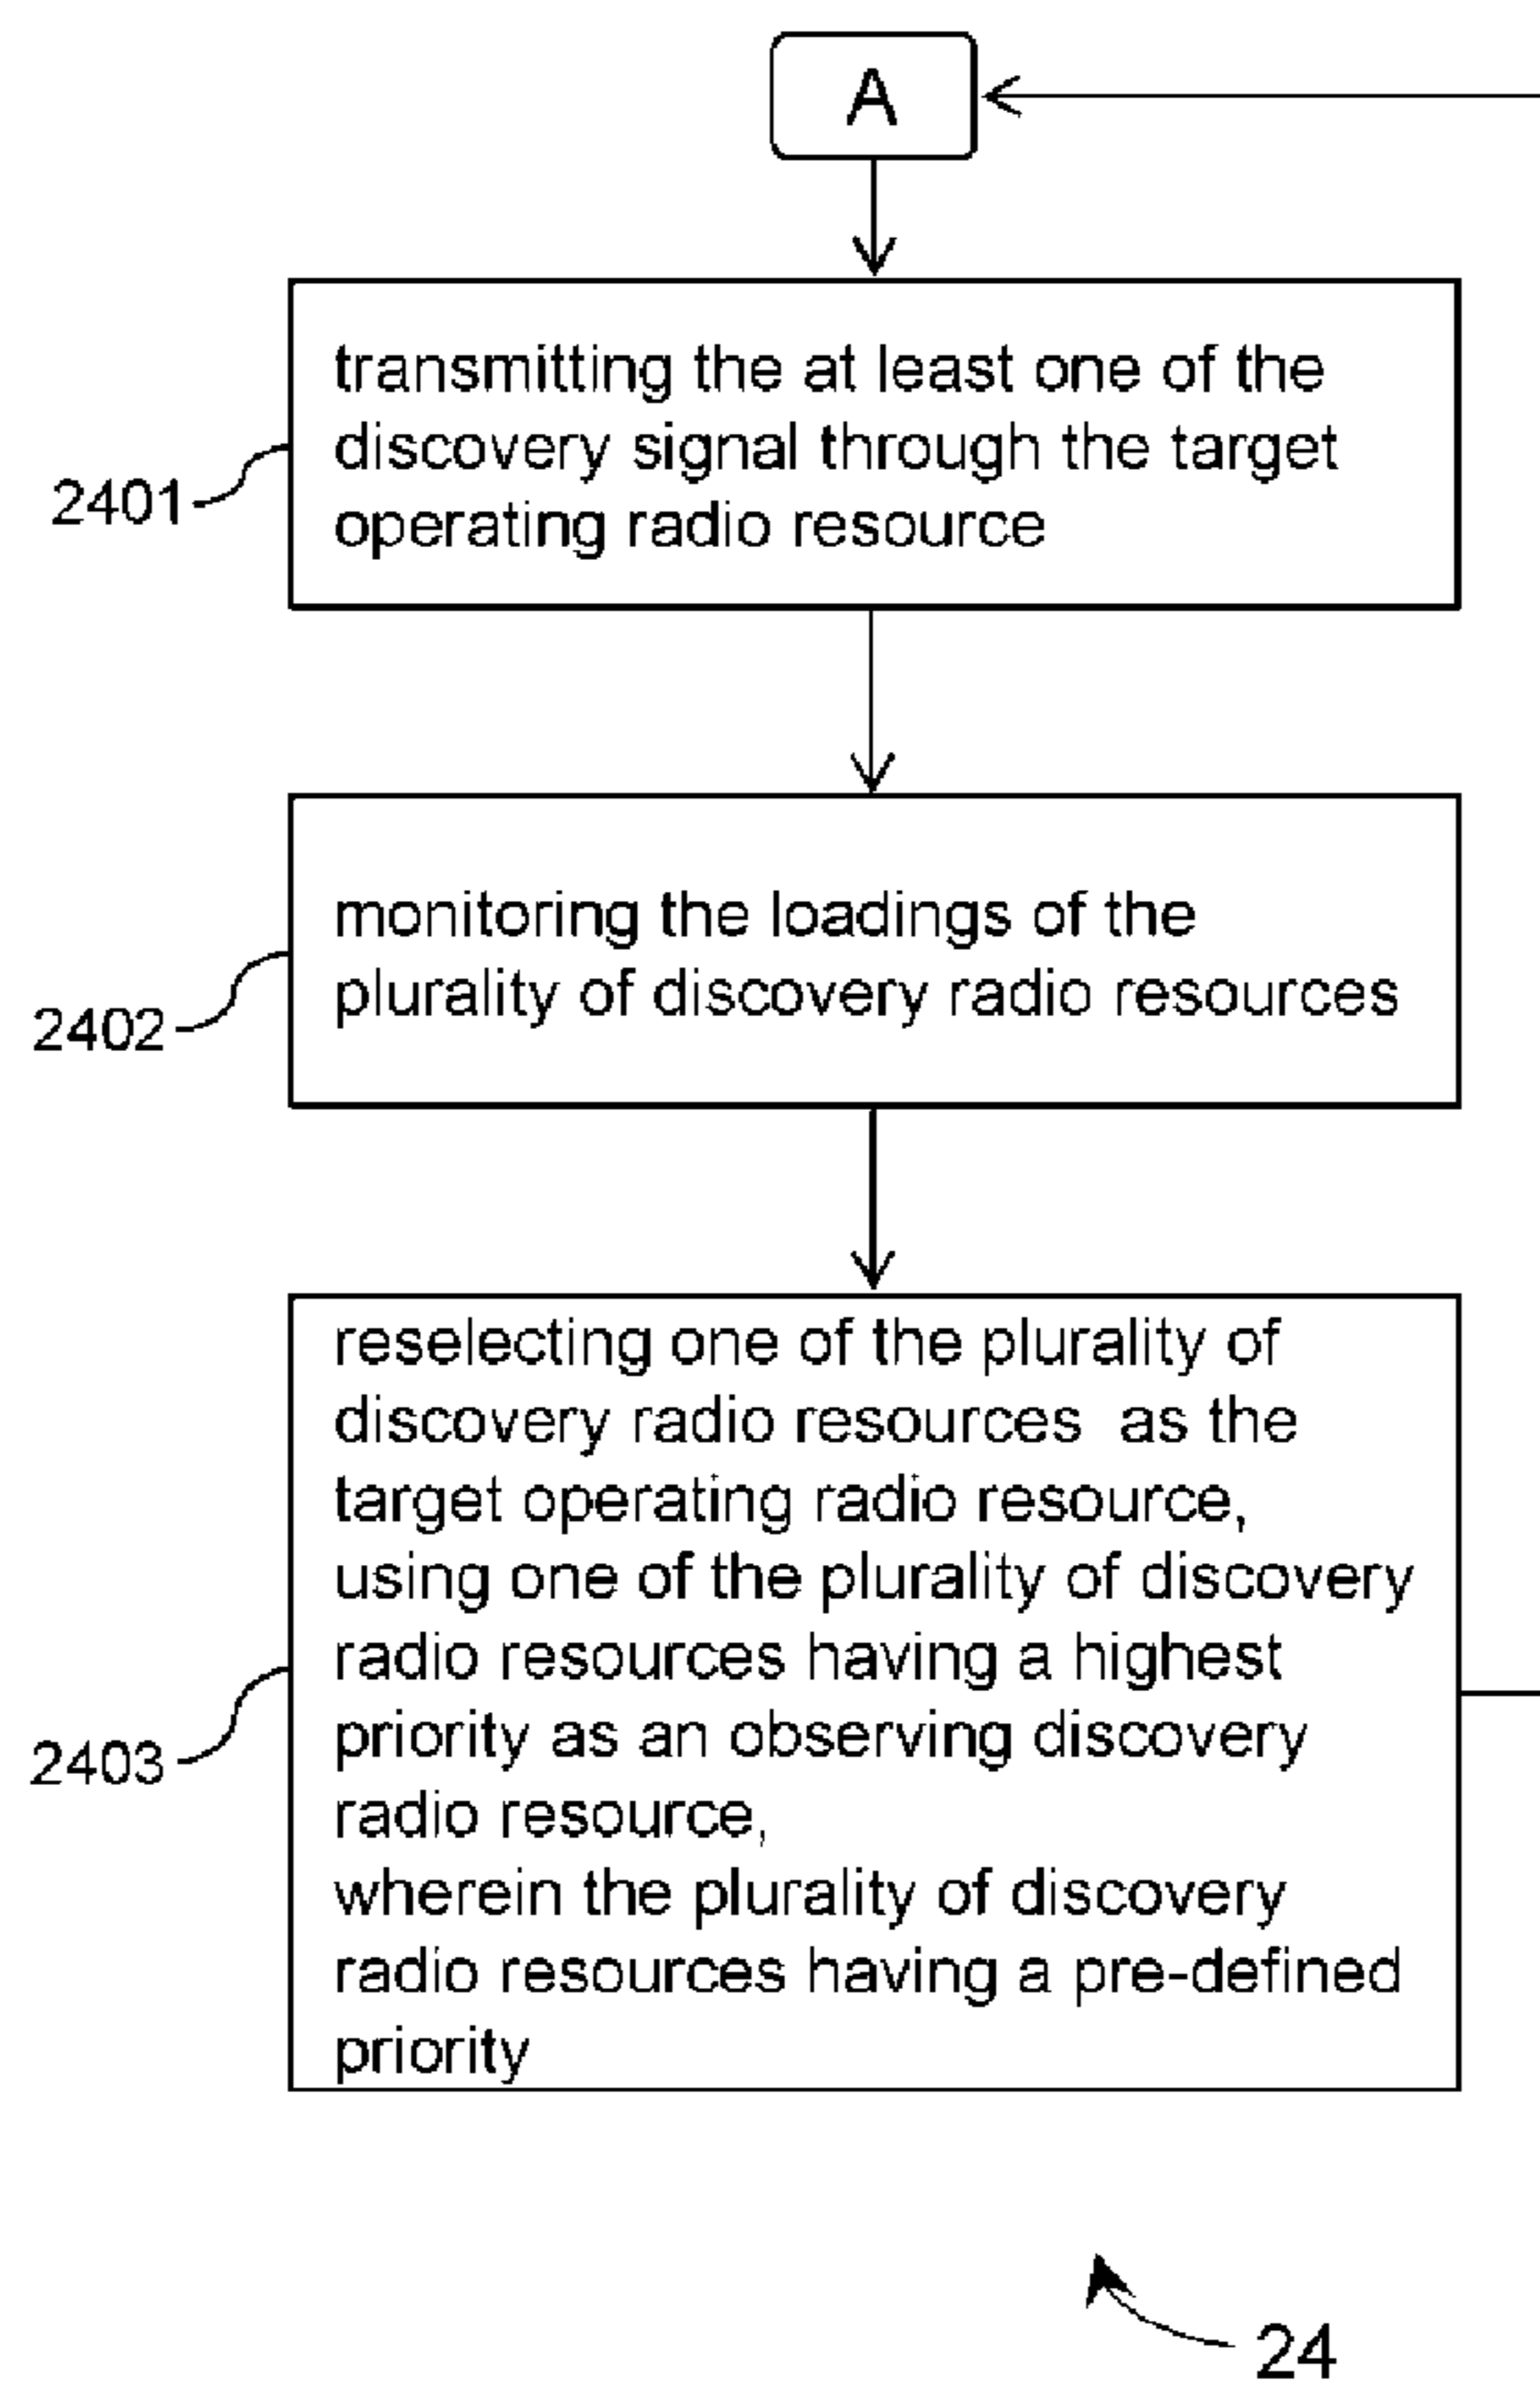 A
transmitting the at least one of the
discovery signal through the target
operating radio resource
2401
monitoring the loadings of the
plurality of discovery radio resources
2402
reselecting one of the plurality of
discovery radio resources as the
target operating radio resource,
using one of the plurality of discovery
radio resources having a highest
priority as an observing discovery
radio resource,
wherein the plurality of discovery
radio resources having a pre-defined
priority
2403
24